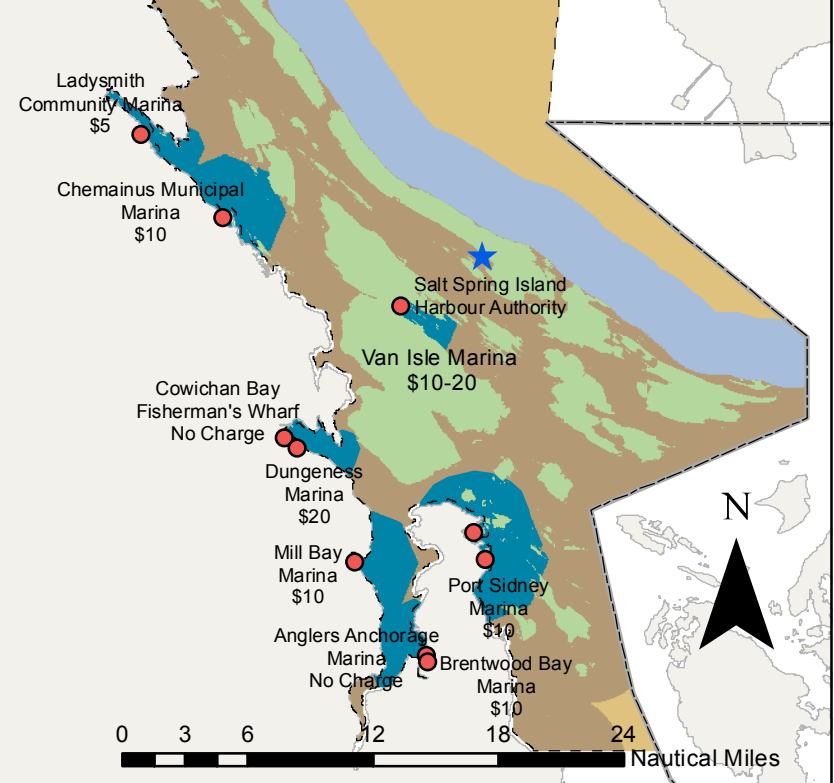 Ladysmith
Community Marina
$5
Chemainus Municipal
Marina
$10
Salt Spring Island
Harbour Authority
Van Isle Marina
$10-20
Cowichan Bay
Fisherman's Wharf
No Charge
Dungeness
Marina
$20
N
Mill Bay
Marina
$10
Port Sidney
Marina
$10
Anglers Anchorage
Marina
No Charge
Brentwood Bay
Marina
$10
0 3 6 12 18 24
Nautical Miles